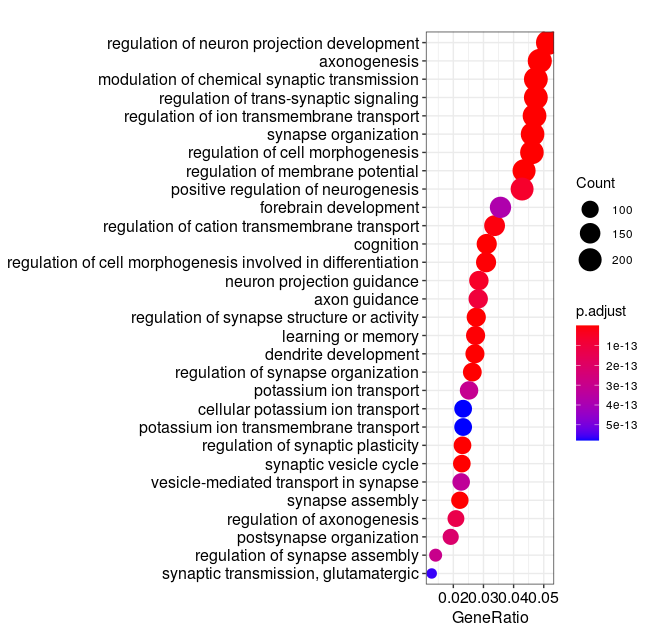 regulation of neuron projection development
axonogenesis
modulation of chemical synaptic transmission
regulation of trans-synaptic signaling
regulation of ion transmembrane transport
synapse organization
regulation of cell morphogenesis
regulation of membrane potential
positive regulation of neurogenesis
forebrain development
regulation of cation transmembrane transport
cognition
regulation of cell morphogenesis involved in differentiation
neuron projection guidance
axon guidance
regulation of synapse structure or activity
learning or memory
dendrite development
regulation of synapse organization
potassium ion transport
cellular potassium ion transport
potassium ion transmembrane transport
regulation of synaptic plasticity
synaptic vesicle cycle
vesicle-mediated transport in synapse
synapse assembly
regulation of axonogenesis
postsynapse organization
regulation of synapse assembly
synaptic transmission, glutamatergic
0.02 0.03 0.04 0.05
GeneRatio
Count
100
150
200
p.adjust
1e-13
2e-13
3e-13
4e-13
5e-13